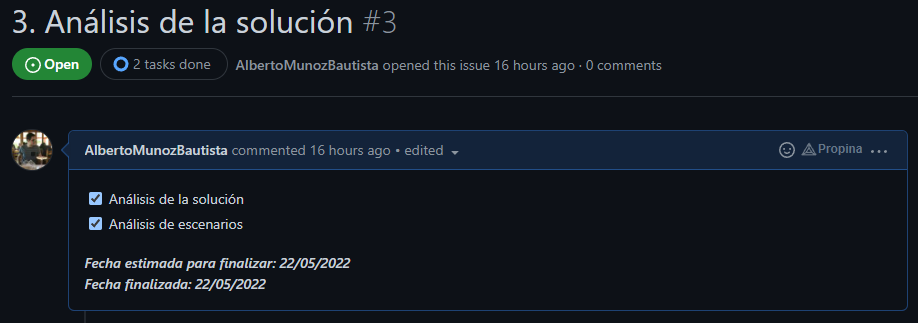 3. Análisis de la solución #3
Open 2 tasks done AlbertoMunozBautista opened this issue 16 hours ago · 0 comments
AlbertoMunozBautista commented 16 hours ago • edited Propina
Análisis de la solución
Análisis de escenarios
Fecha estimada para finalizar: 22/05/2022
Fecha finalizada: 22/05/2022